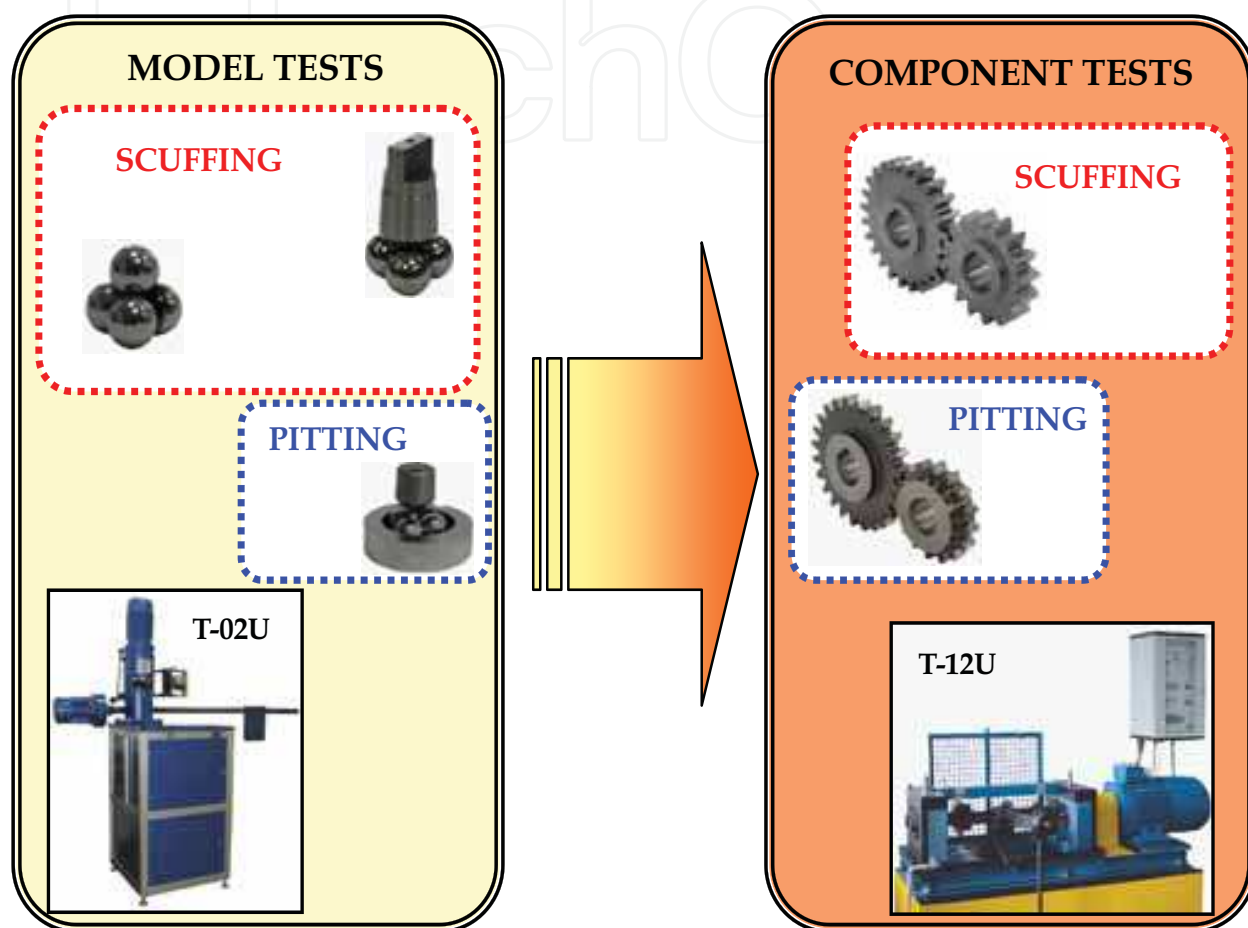 MODEL TESTS
SCUFFING
PITTING
T-02U
COMPONENT TESTS
SCUFFING
PITTING
T-12U